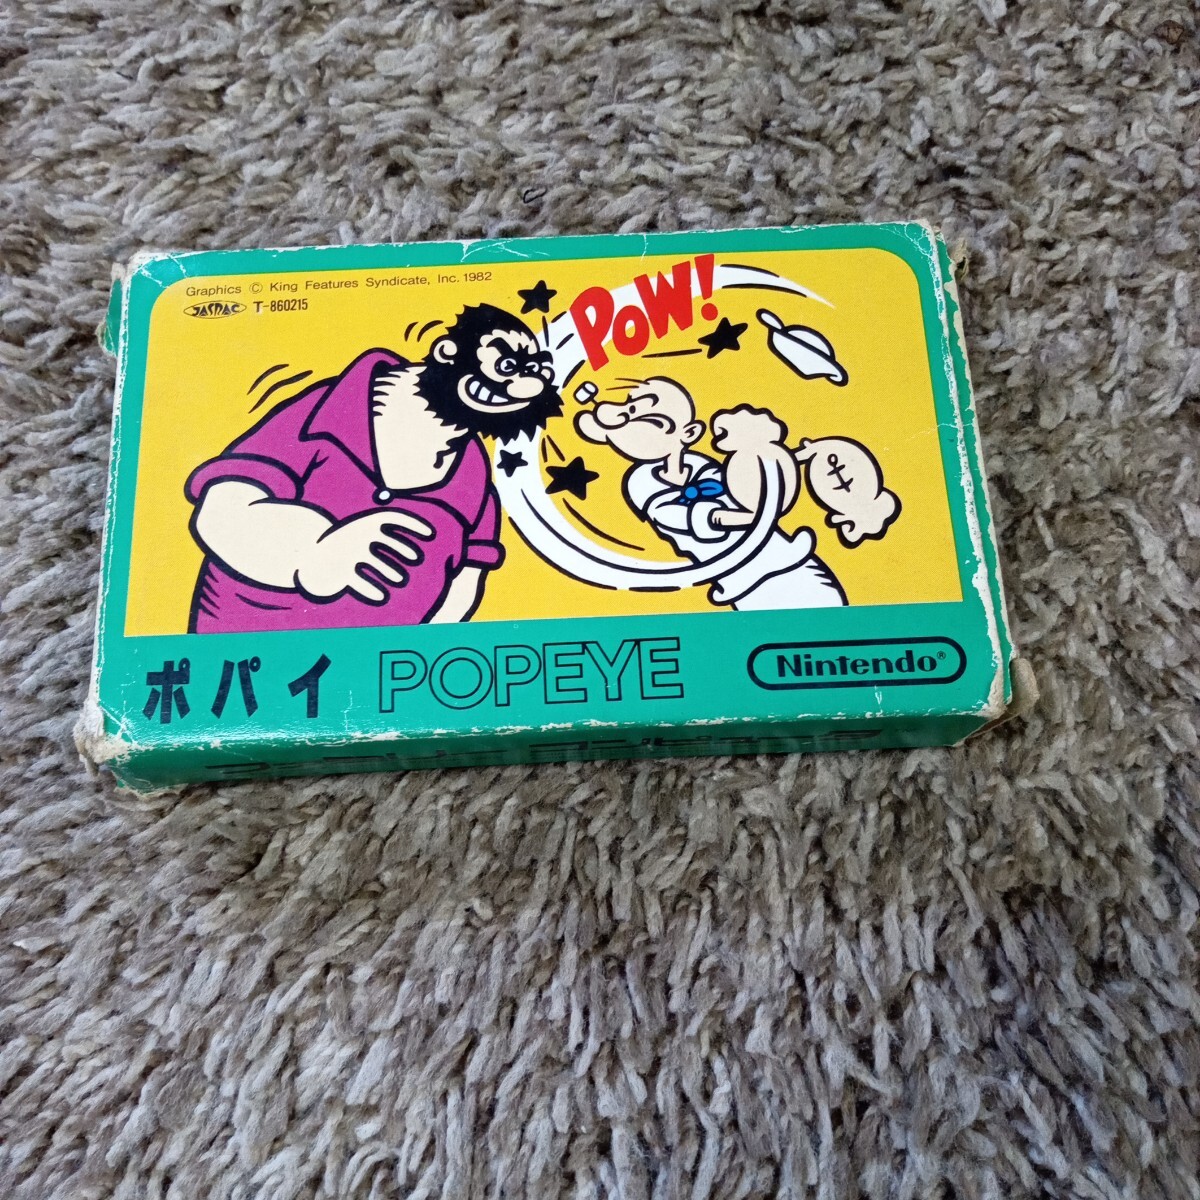 Graphics © King Features Syndicate, Inc. 1982
JASRAC T-860215
POW!
ポパイ POPEYE Nintendo®